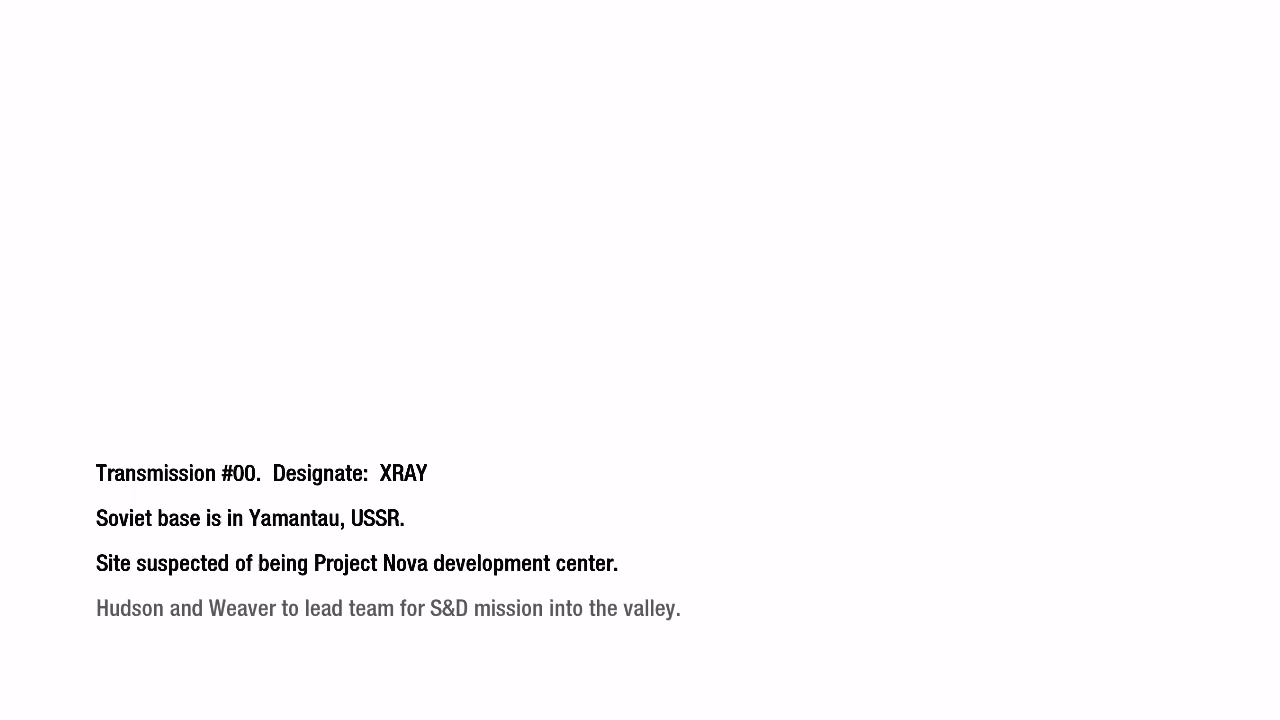 Transmission #00.  Designate:  XRAY
Soviet base is in Yamantau, USSR.
Site suspected of being Project Nova development center.
Hudson and Weaver to lead team for S&D mission into the valley.